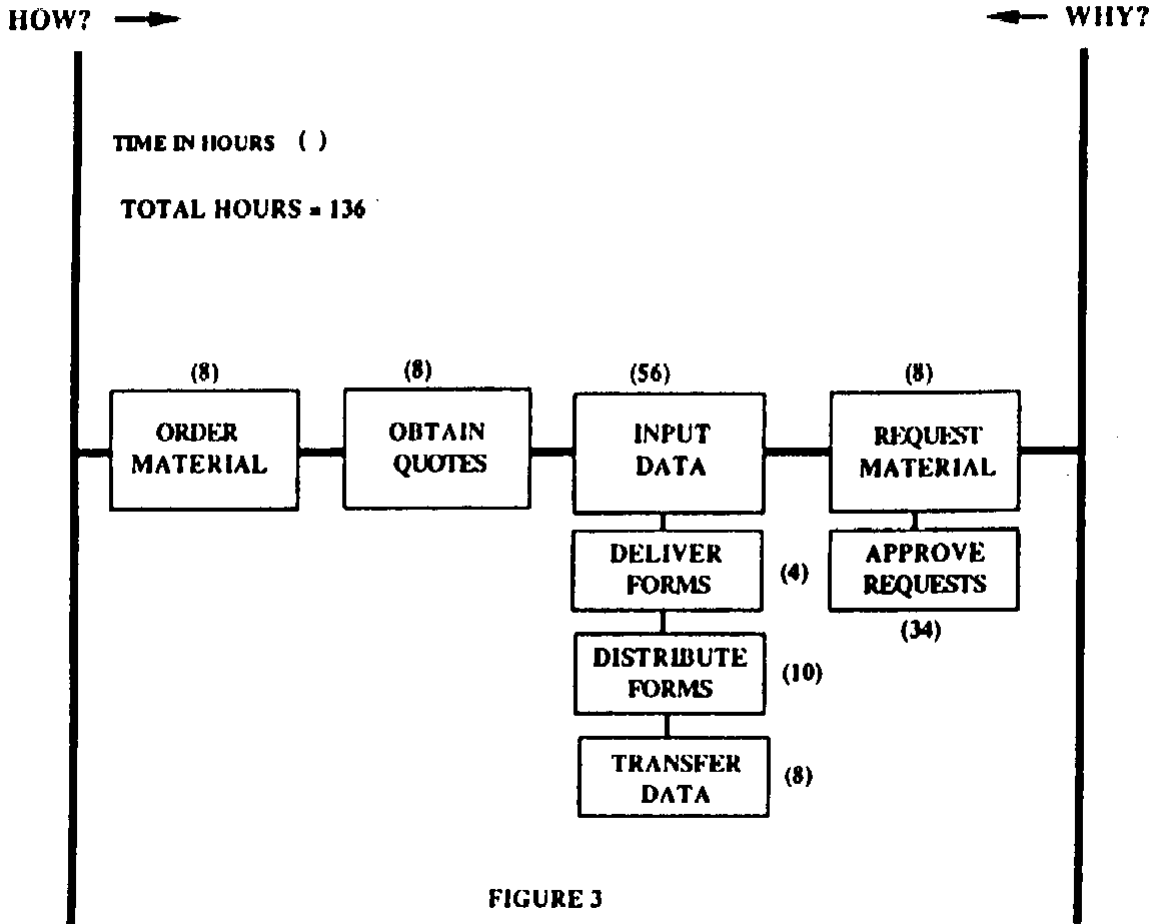 HOW? → ← WHY?
TIME IN HOURS ( )
TOTAL HOURS = 136
(8) (8) (56) (8)
ORDER
MATERIAL
OBTAIN
QUOTES
INPUT
DATA
REQUEST
MATERIAL
DELIVER
FORMS
(4)
APPROVE
REQUESTS
(34)
DISTRIBUTE
FORMS
(10)
TRANSFER
DATA
(8)
FIGURE 3